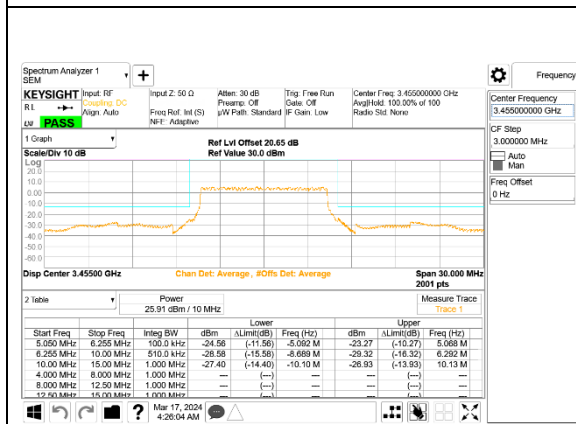 Spectrum Analyzer 1
SEM
Frequency
KEYSIGHT Input: RF Input Z: 50 Ω Atten: 30 dB Trig: Free Run Center Freq: 3.455000000 GHz
RL Coupling: DC Preamp: Off Gate: Off Avg|Hold: 100.00% of 100
Align: Auto Freq Ref: Int (S) µW Path: Standard IF Gain: Low Radio Std: None
PASS NFE: Adaptive
Center Frequency
3.455000000 GHz
CF Step
3.000000 MHz
Auto
Man
Freq Offset
0 Hz
1 Graph
Ref Lvl Offset 20.65 dB
Scale/Div 10 dB Ref Value 30.0 dBm
Log
20.0
10.0
0.00
-10.0
-20.0
-30.0
-40.0
-50.0
-60.0
Disp Center 3.45500 GHz Chan Det: Average, #Offs Det: Average Span 30.000 MHz
2001 pts
2 Table Power Measure Trace
25.91 dBm / 10 MHz Trace 1
Lower Upper
Start Freq Stop Freq Integ BW dBm ΔLimit(dB) Freq (Hz) dBm ΔLimit(dB) Freq (Hz)
5.050 MHz 6.255 MHz 100.0 kHz -24.56 (-11.56) -5.092 M -23.27 (-10.27) 5.068 M
6.255 MHz 10.00 MHz 510.0 kHz -28.58 (-15.58) -8.689 M -29.32 (-16.32) 6.292 M
10.00 MHz 15.00 MHz 1.000 MHz -27.40 (-14.40) -10.10 M -26.93 (-13.93) 10.13 M
4.000 MHz 8.000 MHz 1.000 MHz --- (---) --- --- (---) ---
8.000 MHz 12.50 MHz 1.000 MHz --- (---) --- --- (---) ---
12.50 MHz 15.00 MHz 1.000 MHz --- (---) --- --- (---) ---
Mar 17, 2024
4:26:04 AM